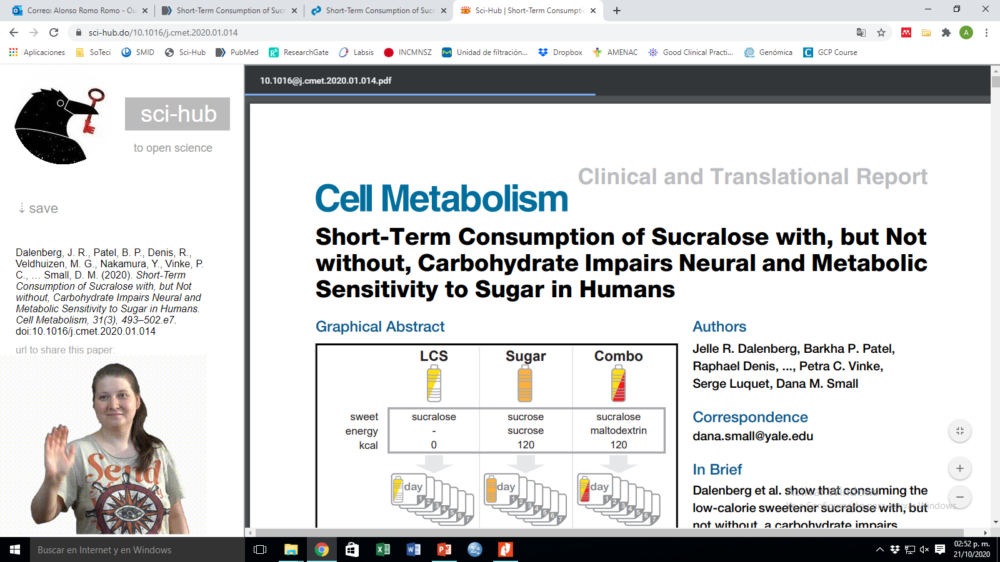 Correo: Alonso Romo Romo - Ou
Short-Term Consumption of Sucr
Short-Term Consumption of Sucr
Sci-Hub | Short-Term Consumptio
sci-hub.do/10.1016/j.cmet.2020.01.014
A
Aplicaciones
SoTeci
SMID
Sci-Hub
PubMed
ResearchGate
Labsis
INCMNSZ
Unidad de filtración...
Dropbox
AMENAC
Good Clinical Practi...
Genómica
GCP Course
10.1016@j.cmet.2020.01.014.pdf
sci-hub
to open science
⇣ save
Dalenberg, J. R., Patel, B. P., Denis, R.,
Veldhuizen, M. G., Nakamura, Y., Vinke, P.
C., … Small, D. M. (2020). Short-Term
Consumption of Sucralose with, but Not
without, Carbohydrate Impairs Neural and
Metabolic Sensitivity to Sugar in Humans.
Cell Metabolism, 31(3), 493–502.e7.
doi:10.1016/j.cmet.2020.01.014
url to share this paper:
Send
Clinical and Translational Report
Cell Metabolism
Short-Term Consumption of Sucralose with, but Not
without, Carbohydrate Impairs Neural and Metabolic
Sensitivity to Sugar in Humans
Graphical Abstract
LCS Sugar Combo
sweet sucralose sucrose sucralose
energy - sucrose maltodextrin
kcal 0 120 120
day 1 2 3 4 5 6 7
day 1 2 3 4 5 6 7
day 1 2 3 4 5 6 7
Authors
Jelle R. Dalenberg, Barkha P. Patel,
Raphael Denis, ..., Petra C. Vinke,
Serge Luquet, Dana M. Small
Correspondence
dana.small@yale.edu
In Brief
Dalenberg et al. show that consuming the
low-calorie sweetener sucralose with, but
not without, a carbohydrate impairs
Activar Windows
Ve a Configuración para activar Windows.
Buscar en Internet y en Windows
02:52 p. m.
21/10/2020